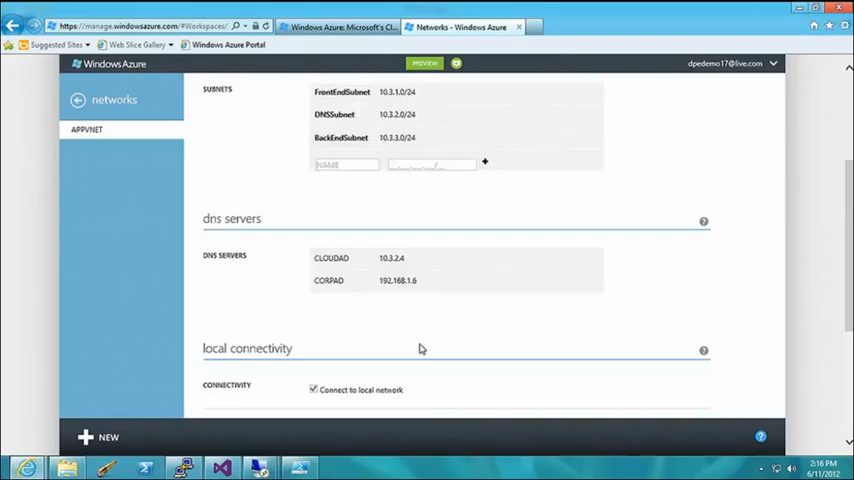 https://manage.windowsazure.com/#Workspaces/
Windows Azure: Microsoft's Cl...
Networks - Windows Azure
Suggested Sites
Web Slice Gallery
Windows Azure Portal
Windows Azure
PREVIEW
dpedemo17@live.com
networks
APPVNET
SUBNETS
FrontEndSubnet 10.3.1.0/24
DNSSubnet 10.3.2.0/24
BackEndSubnet 10.3.3.0/24
NAME
dns servers
DNS SERVERS
CLOUDAD 10.3.2.4
CORPAD 192.168.1.6
local connectivity
CONNECTIVITY
Connect to local network
NEW
2:16 PM
6/11/2012